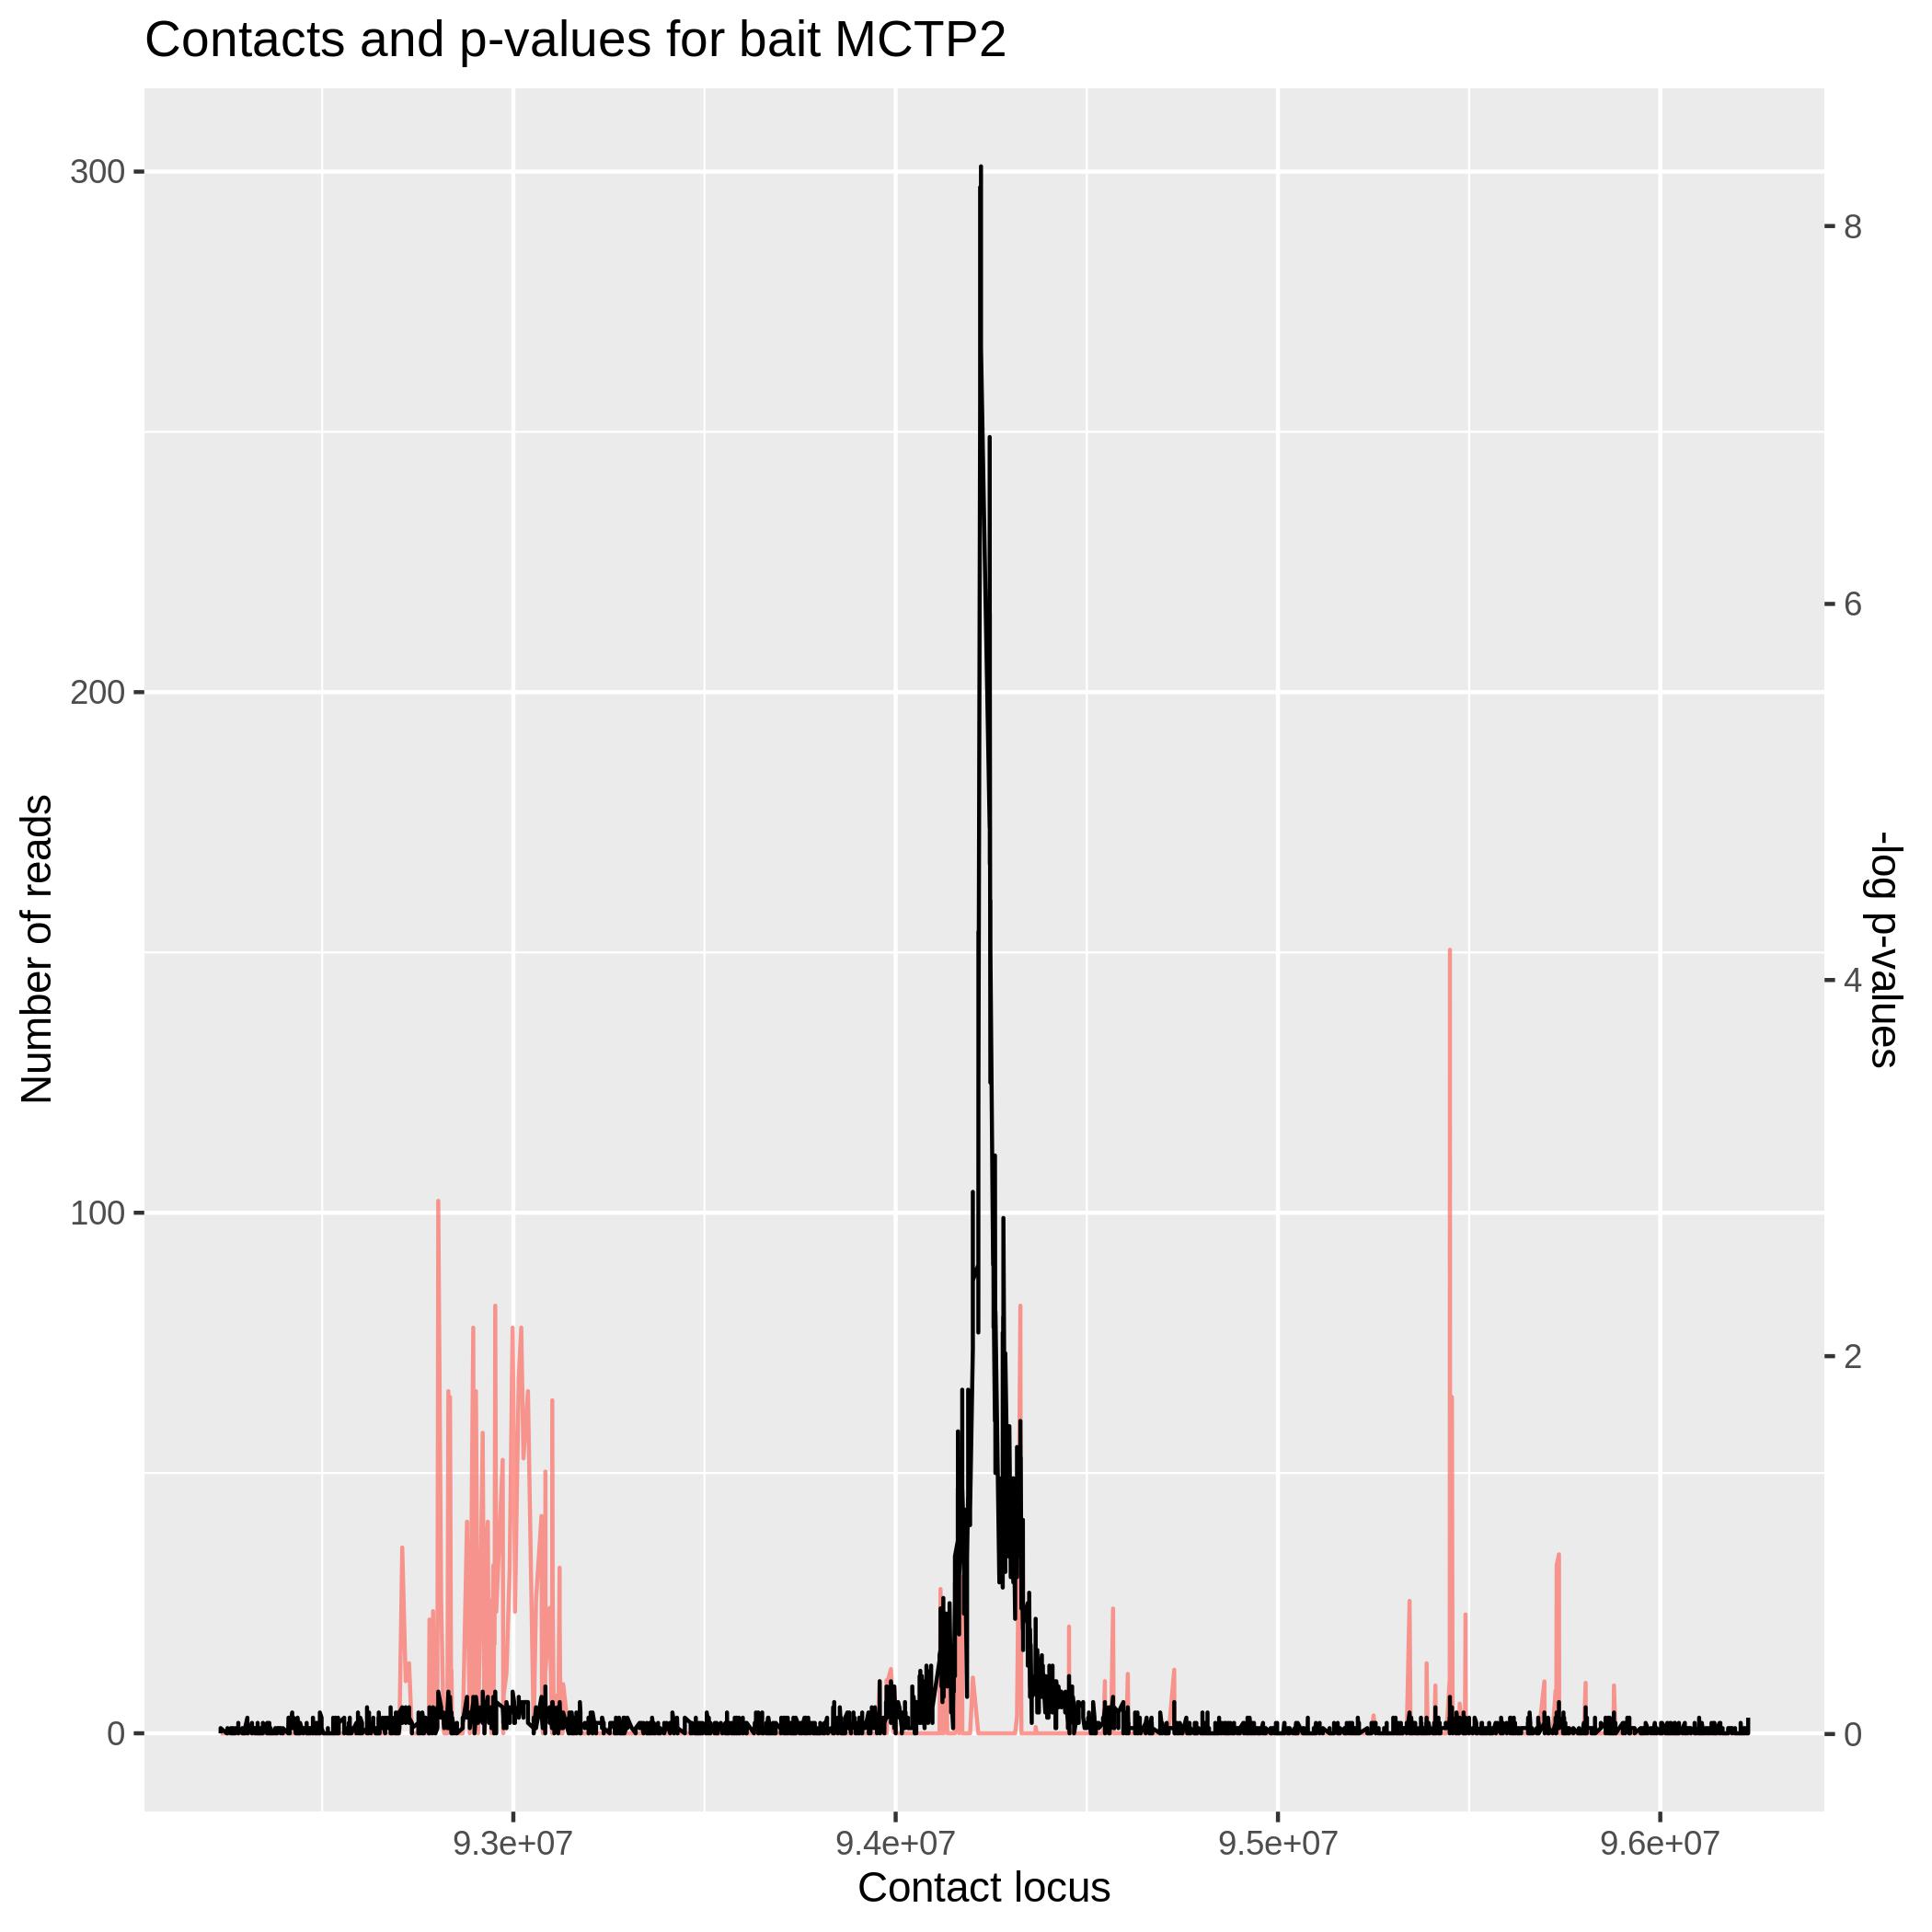 Contacts and p-values for bait MCTP2
300
200
100
0
Number of reads
8
6
4
2
0
-log p-values
9.3e+07 9.4e+07 9.5e+07 9.6e+07
Contact locus